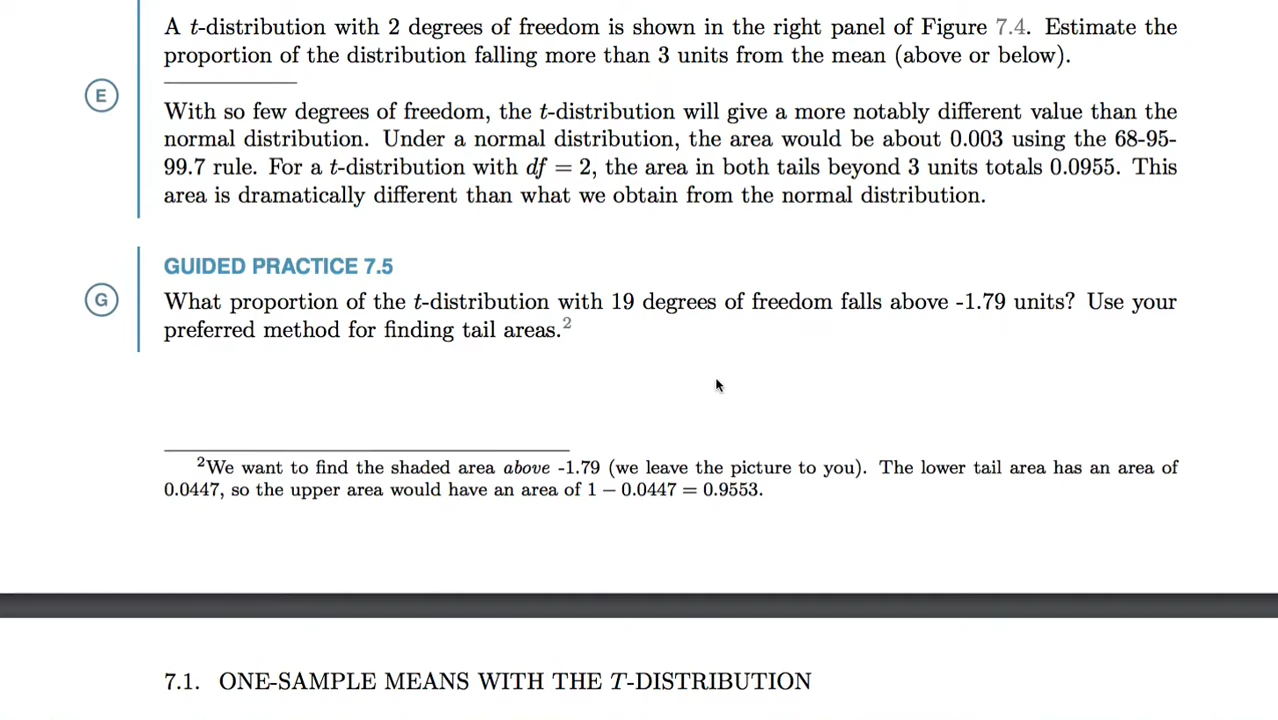 A t-distribution with 2 degrees of freedom is shown in the right panel of Figure 7.4. Estimate the
proportion of the distribution falling more than 3 units from the mean (above or below).
E
With so few degrees of freedom, the t-distribution will give a more notably different value than the
normal distribution. Under a normal distribution, the area would be about 0.003 using the 68-95-
99.7 rule. For a t-distribution with df = 2, the area in both tails beyond 3 units totals 0.0955. This
area is dramatically different than what we obtain from the normal distribution.
GUIDED PRACTICE 7.5
G
What proportion of the t-distribution with 19 degrees of freedom falls above -1.79 units? Use your
preferred method for finding tail areas.²
²We want to find the shaded area above -1.79 (we leave the picture to you). The lower tail area has an area of
0.0447, so the upper area would have an area of 1 − 0.0447 = 0.9553.
7.1. ONE-SAMPLE MEANS WITH THE T-DISTRIBUTION